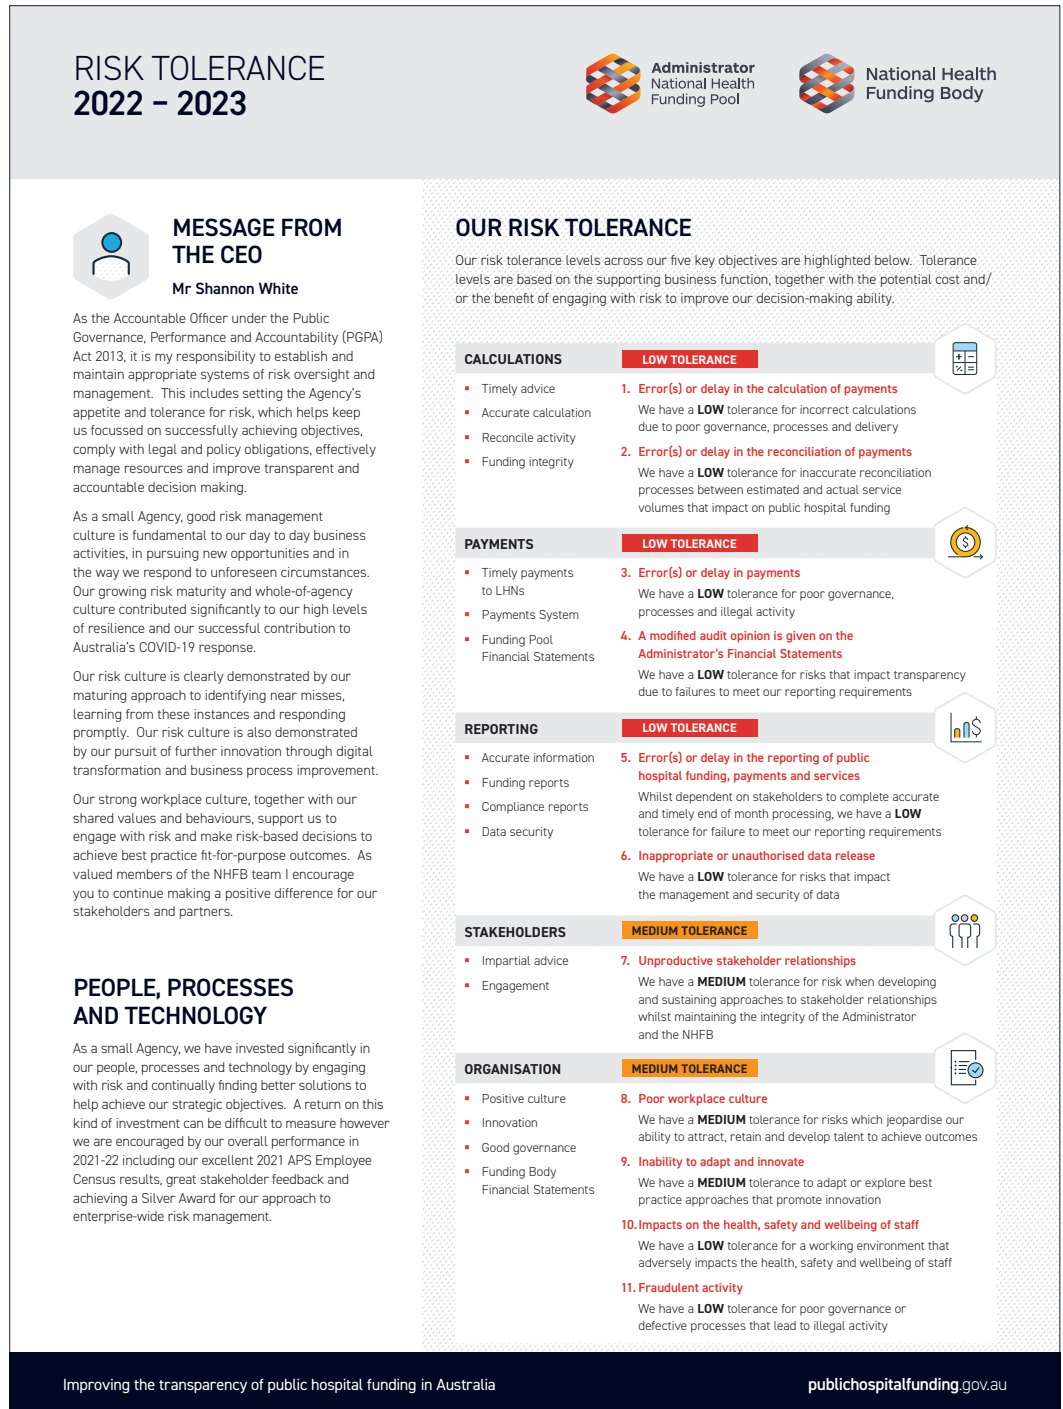 RISK TOLERANCE
2022 – 2023
Administrator
National Health
Funding Pool
National Health
Funding Body
MESSAGE FROM
THE CEO
Mr Shannon White
As the Accountable Officer under the Public
Governance, Performance and Accountability (PGPA)
Act 2013, it is my responsibility to establish and
maintain appropriate systems of risk oversight and
management. This includes setting the Agency's
appetite and tolerance for risk, which helps keep
us focussed on successfully achieving objectives,
comply with legal and policy obligations, effectively
manage resources and improve transparent and
accountable decision making.
As a small Agency, good risk management
culture is fundamental to our day to day business
activities, in pursuing new opportunities and in
the way we respond to unforeseen circumstances.
Our growing risk maturity and whole-of-agency
culture contributed significantly to our high levels
of resilience and our successful contribution to
Australia's COVID-19 response.
Our risk culture is clearly demonstrated by our
maturing approach to identifying near misses,
learning from these instances and responding
promptly. Our risk culture is also demonstrated
by our pursuit of further innovation through digital
transformation and business process improvement.
Our strong workplace culture, together with our
shared values and behaviours, support us to
engage with risk and make risk-based decisions to
achieve best practice fit-for-purpose outcomes. As
valued members of the NHFB team I encourage
you to continue making a positive difference for our
stakeholders and partners.
PEOPLE, PROCESSES
AND TECHNOLOGY
As a small Agency, we have invested significantly in
our people, processes and technology by engaging
with risk and continually finding better solutions to
help achieve our strategic objectives. A return on this
kind of investment can be difficult to measure however
we are encouraged by our overall performance in
2021-22 including our excellent 2021 APS Employee
Census results, great stakeholder feedback and
achieving a Silver Award for our approach to
enterprise-wide risk management.
OUR RISK TOLERANCE
Our risk tolerance levels across our five key objectives are highlighted below. Tolerance
levels are based on the supporting business function, together with the potential cost and/
or the benefit of engaging with risk to improve our decision-making ability.
CALCULATIONS
LOW TOLERANCE
▪ Timely advice
▪ Accurate calculation
▪ Reconcile activity
▪ Funding integrity
1. Error(s) or delay in the calculation of payments
We have a LOW tolerance for incorrect calculations
due to poor governance, processes and delivery
2. Error(s) or delay in the reconciliation of payments
We have a LOW tolerance for inaccurate reconciliation
processes between estimated and actual service
volumes that impact on public hospital funding
PAYMENTS
LOW TOLERANCE
▪ Timely payments
to LHNs
▪ Payments System
▪ Funding Pool
Financial Statements
3. Error(s) or delay in payments
We have a LOW tolerance for poor governance,
processes and illegal activity
4. A modified audit opinion is given on the
Administrator's Financial Statements
We have a LOW tolerance for risks that impact transparency
due to failures to meet our reporting requirements
REPORTING
LOW TOLERANCE
▪ Accurate information
▪ Funding reports
▪ Compliance reports
▪ Data security
5. Error(s) or delay in the reporting of public
hospital funding, payments and services
Whilst dependent on stakeholders to complete accurate
and timely end of month processing, we have a LOW
tolerance for failure to meet our reporting requirements
6. Inappropriate or unauthorised data release
We have a LOW tolerance for risks that impact
the management and security of data
STAKEHOLDERS
MEDIUM TOLERANCE
▪ Impartial advice
▪ Engagement
7. Unproductive stakeholder relationships
We have a MEDIUM tolerance for risk when developing
and sustaining approaches to stakeholder relationships
whilst maintaining the integrity of the Administrator
and the NHFB
ORGANISATION
MEDIUM TOLERANCE
▪ Positive culture
▪ Innovation
▪ Good governance
▪ Funding Body
Financial Statements
8. Poor workplace culture
We have a MEDIUM tolerance for risks which jeopardise our
ability to attract, retain and develop talent to achieve outcomes
9. Inability to adapt and innovate
We have a MEDIUM tolerance to adapt or explore best
practice approaches that promote innovation
10. Impacts on the health, safety and wellbeing of staff
We have a LOW tolerance for a working environment that
adversely impacts the health, safety and wellbeing of staff
11. Fraudulent activity
We have a LOW tolerance for poor governance or
defective processes that lead to illegal activity
Improving the transparency of public hospital funding in Australia
publichospitalfunding.gov.au